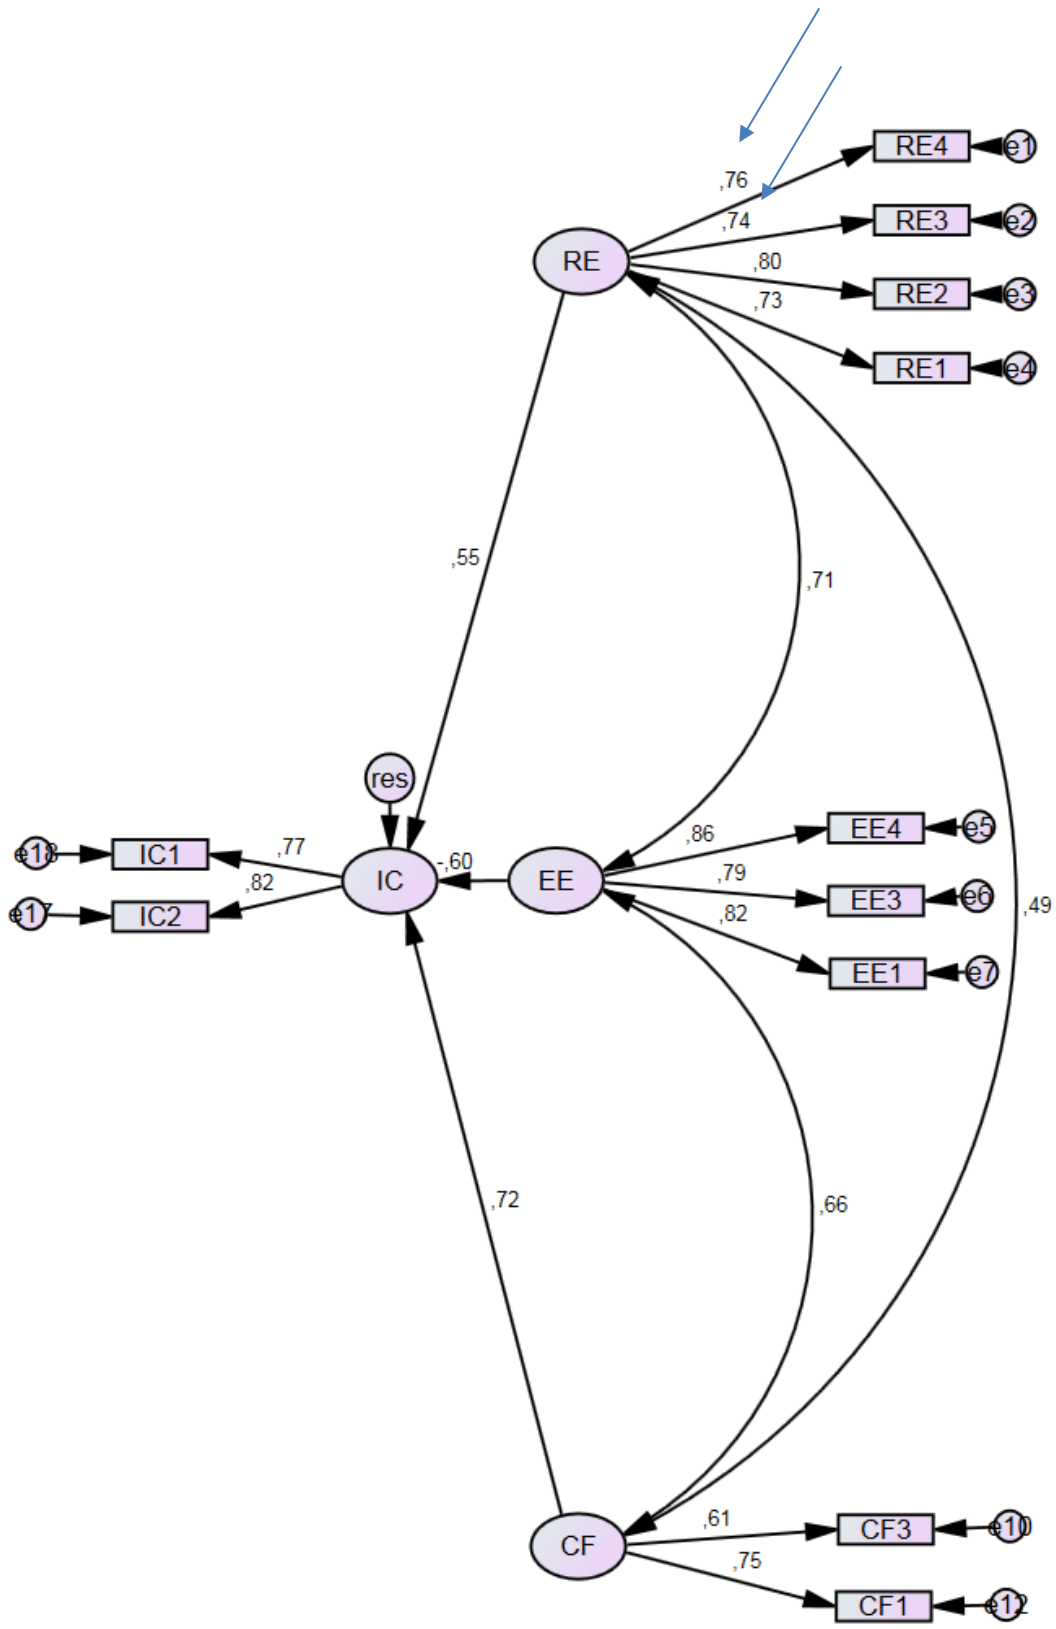 RE4
e1
,76
RE3
e2
,74
RE
,80
RE2
e3
,73
RE1
e4
,55
,71
res
EE4
e5
,86
e18
IC1
,77
-,60
,79
IC
EE
,82
EE3
e6
,49
e17
IC2
,82
EE1
e7
,72
,66
,61
CF3
e10
CF
,75
CF1
e12